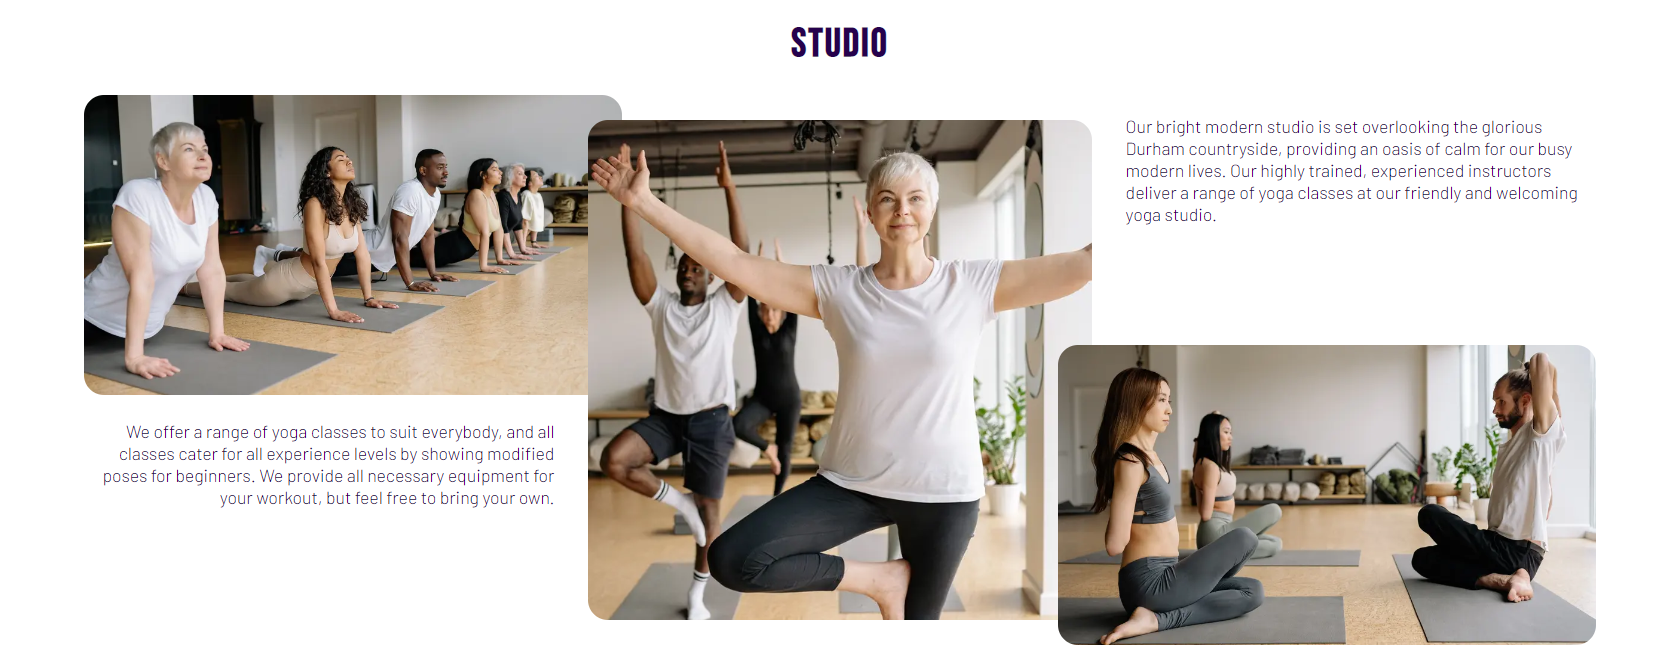 STUDIO
Our bright modern studio is set overlooking the glorious
Durham countryside, providing an oasis of calm for our busy
modern lives. Our highly trained, experienced instructors
deliver a range of yoga classes at our friendly and welcoming
yoga studio.
We offer a range of yoga classes to suit everybody, and all
classes cater for all experience levels by showing modified
poses for beginners. We provide all necessary equipment for
your workout, but feel free to bring your own.